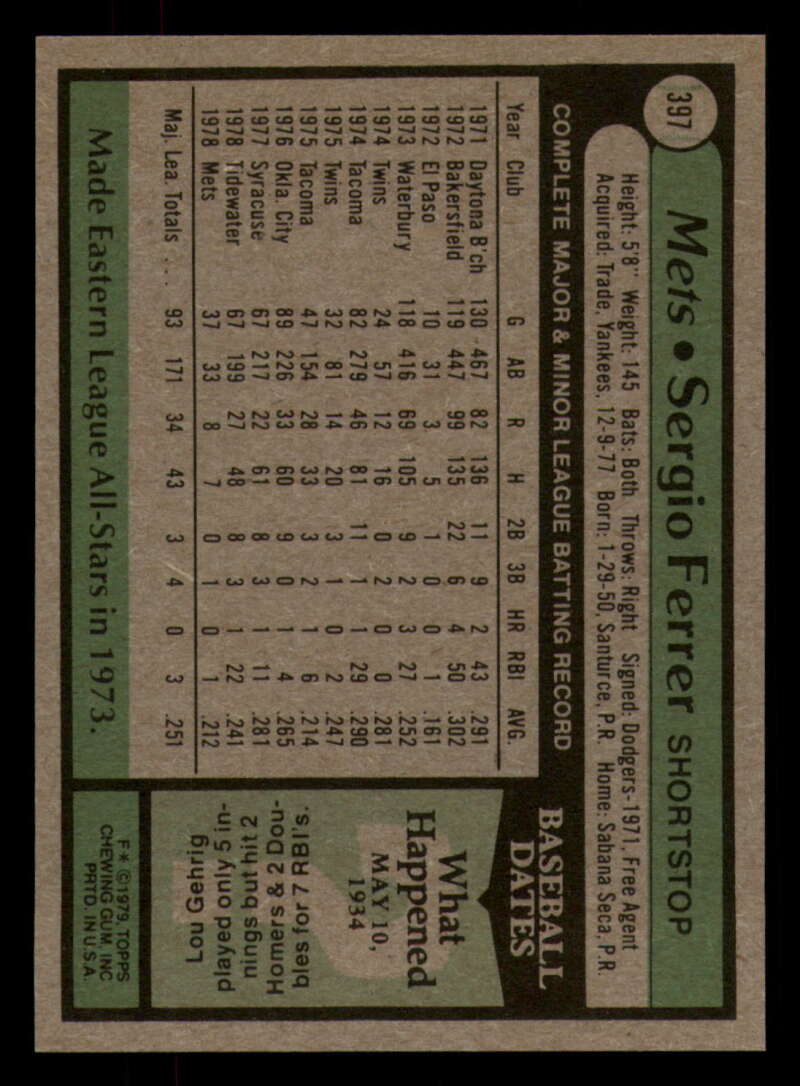 397
Mets • Sergio Ferrer SHORTSTOP
Height: 5'8" Weight: 145 Bats: Both Throws: Right Signed: Dodgers-1971, Free Agent
Acquired: Trade, Yankees, 12-9-77 Born: 1-29-50, Santurce, P.R. Home: Sabana Seca, P.R.
COMPLETE MAJOR & MINOR LEAGUE BATTING RECORD
Year Club G AB R H 2B 3B HR RBI AVG.
1971 Daytona B'ch 130 467 82 136 11 9 2 43 .291
1972 Bakersfield 119 447 99 135 22 6 4 50 .302
1972 El Paso 10 31 3 5 1 0 0 1 .161
1973 Waterbury 118 416 69 105 9 2 3 27 .252
1974 Twins 24 57 12 16 0 2 0 0 .281
1974 Tacoma 82 279 46 81 11 1 1 29 .290
1975 Twins 32 81 14 20 3 1 0 2 .247
1975 Tacoma 47 154 28 33 3 2 1 6 .214
1976 Okla. City 89 226 33 60 9 0 1 4 .265
1977 Syracuse 67 217 22 61 8 3 1 11 .281
1978 Tidewater 67 199 27 48 8 3 1 22 .241
1978 Mets 37 33 8 7 0 1 0 1 .212
Maj. Lea. Totals . . . 93 171 34 43 3 4 0 3 .251
Made Eastern League All-Stars in 1973.
BASEBALL
DATES
What
Happened
MAY 10,
1934
Lou Gehrig
played only 5 in-
nings but hit 2
Homers & 2 Dou-
bles for 7 RBI's.
F* © 1979, TOPPS
CHEWING GUM, INC
PRTD. IN U.S.A.